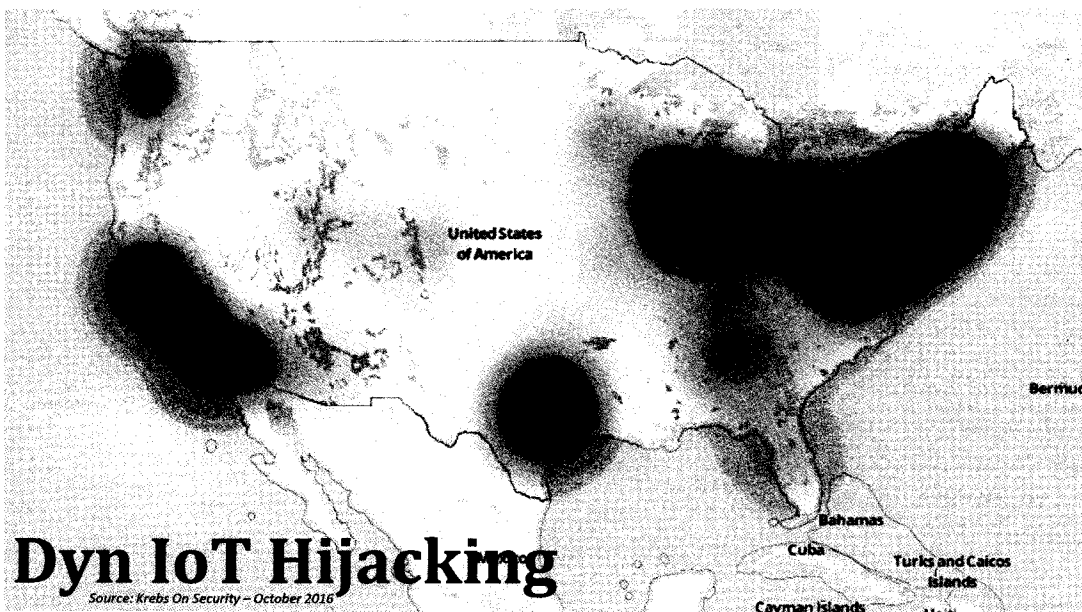 United States
of America
Bermuc
Bahamas
Cuba
Turks and Caicos
Islands
Cayman Islands
Dyn IoT Hijacking
Source: Krebs On Security – October 2016